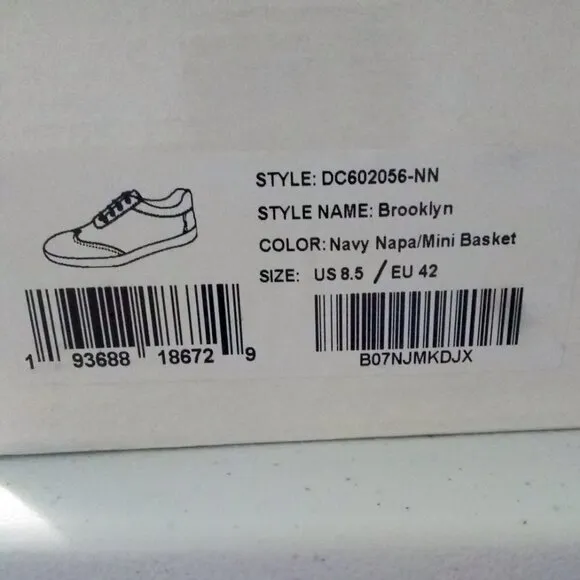 STYLE: DC602056-NN
STYLE NAME: Brooklyn
COLOR: Navy Napa/Mini Basket
SIZE: US 8.5 / EU 42
1 93688 18672 9
B07NJMKDJX